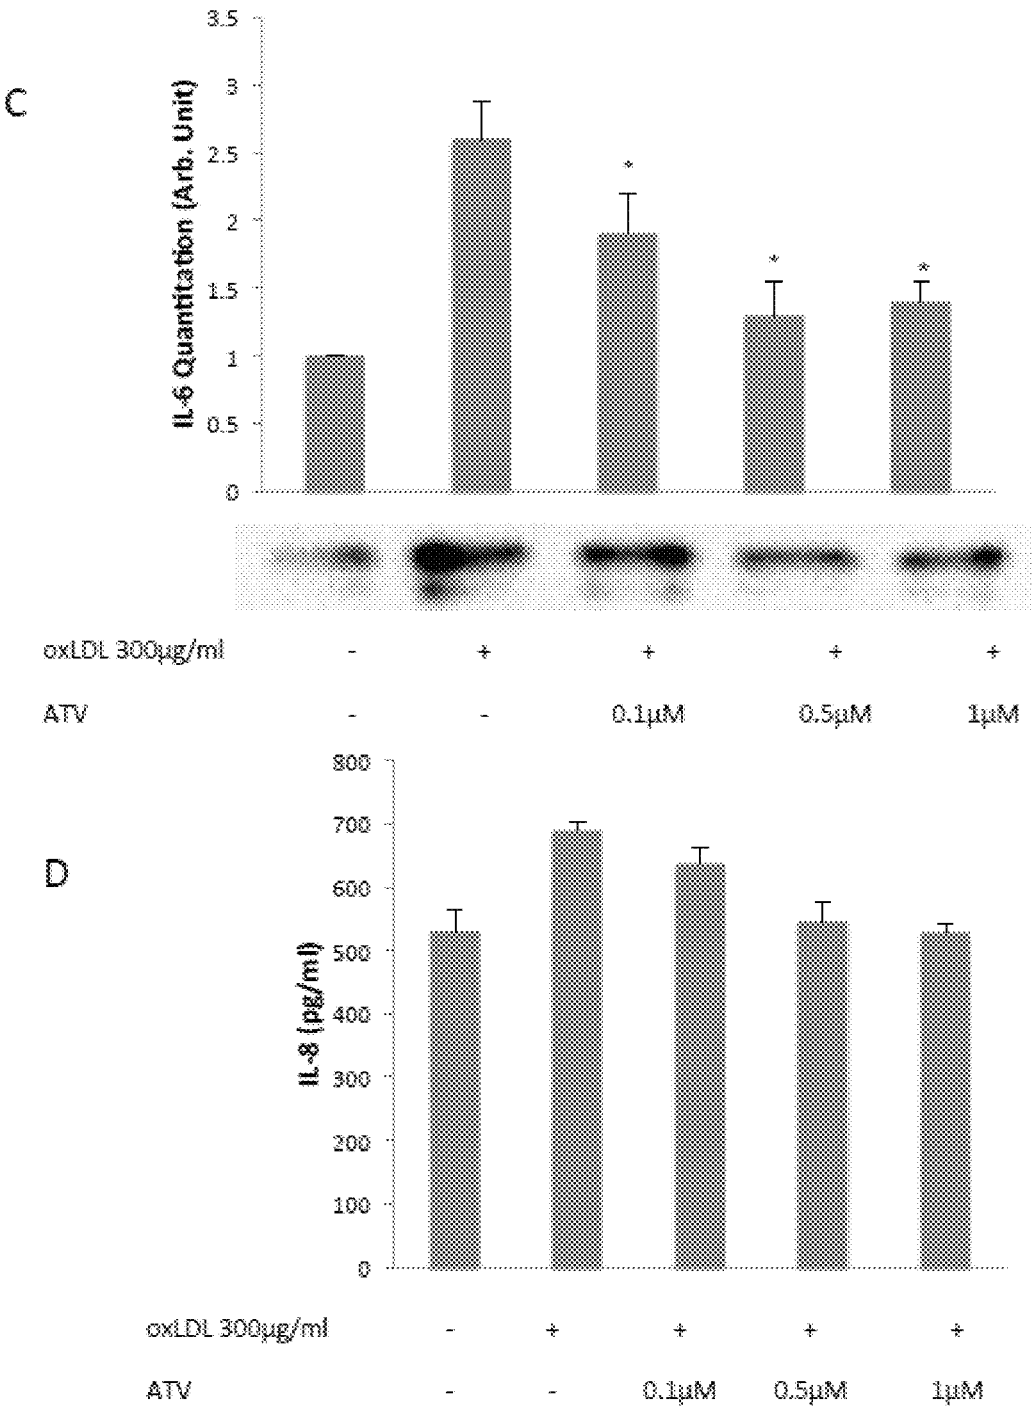 3.5
C
3
2.5
2
1.5
1
0.5
0
IL-6 Quantitation (Arb. Unit)
*
*
*
oxLDL 300µg/ml - + + + +
ATV - - 0.1µM 0.5µM 1µM
D
800
700
600
500
400
300
200
100
0
IL-8 (pg/ml)
oxLDL 300µg/ml - + + + +
ATV - - 0.1µM 0.5µM 1µM